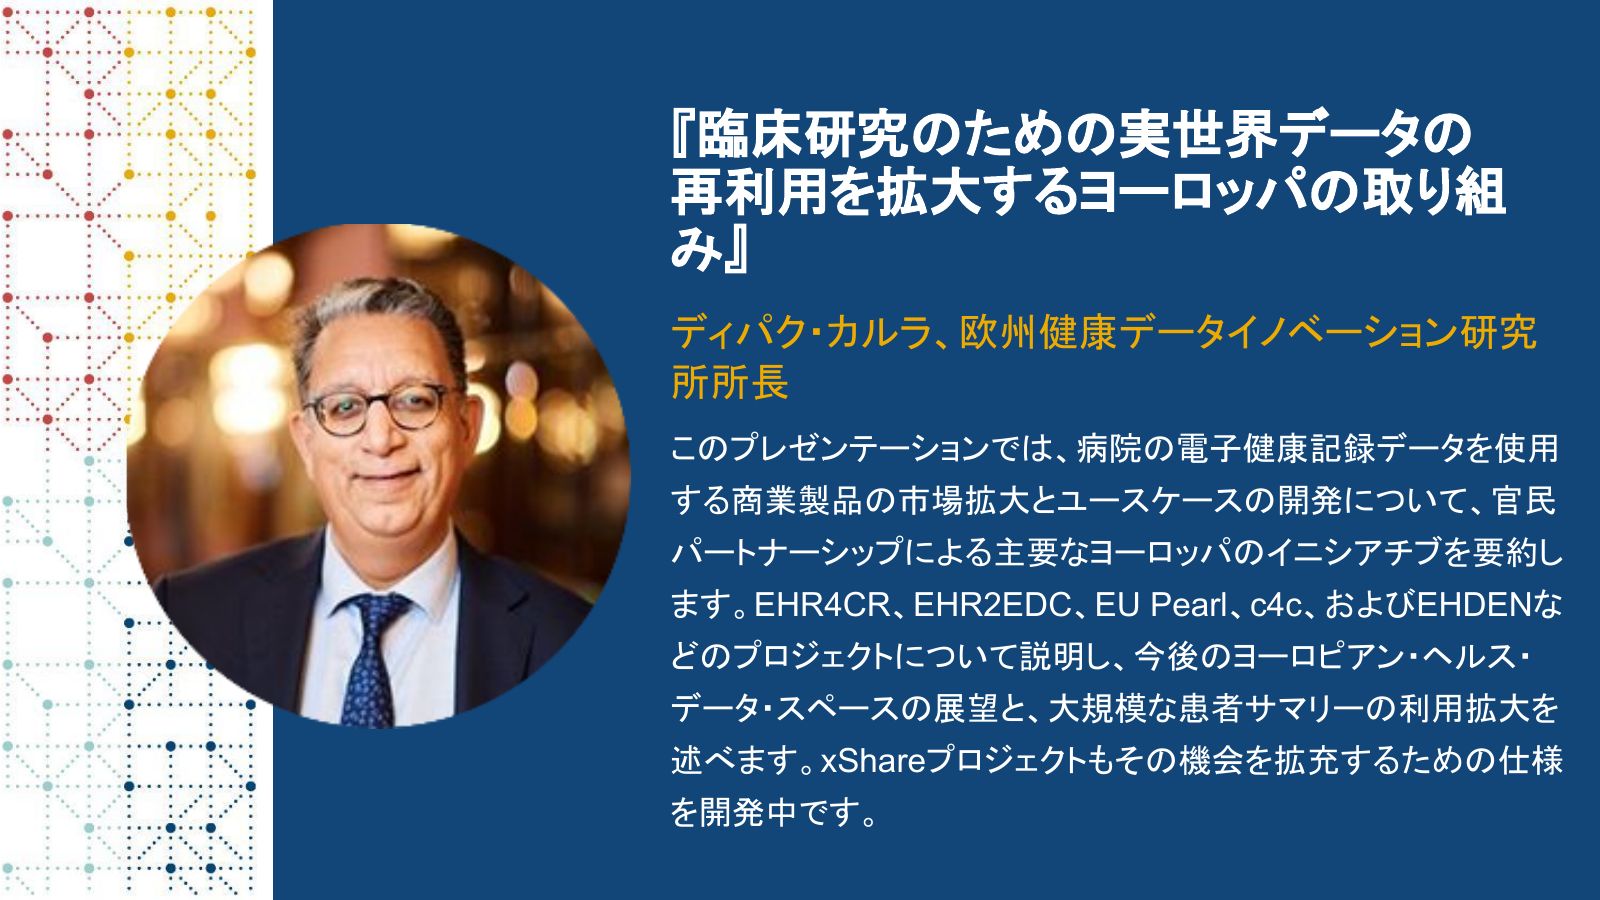 『臨床研究のための実世界データの
再利用を拡大するヨーロッパの取り組
み』
ディパク・カルラ、欧州健康データイノベーション研究
所所長
このプレゼンテーションでは、病院の電子健康記録データを使用
する商業製品の市場拡大とユースケースの開発について、官民
パートナーシップによる主要なヨーロッパのイニシアチブを要約し
ます。EHR4CR、EHR2EDC、EU Pearl、c4c、およびEHDENな
どのプロジェクトについて説明し、今後のヨーロピアン・ヘルス・
データ・スペースの展望と、大規模な患者サマリーの利用拡大を
述べます。xShareプロジェクトもその機会を拡充するための仕様
を開発中です。